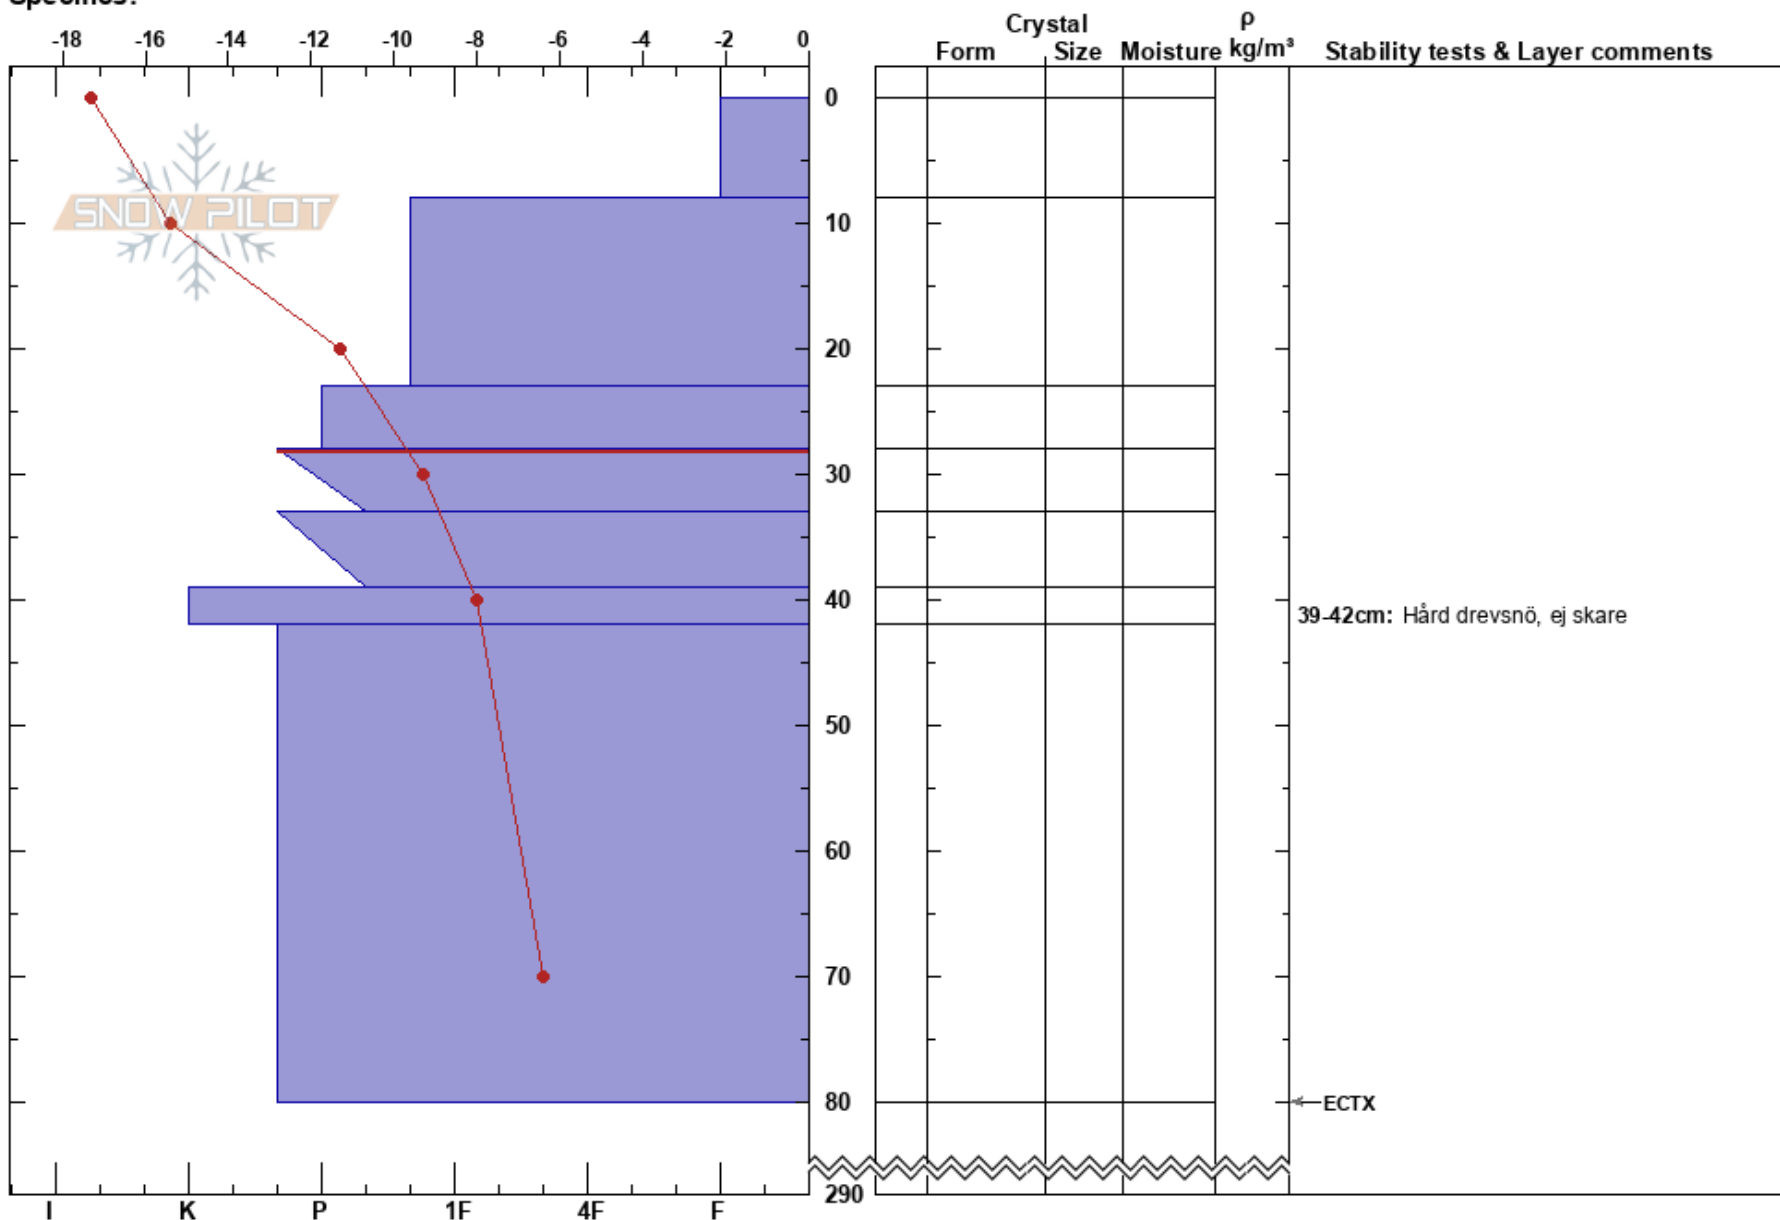 Specifics:
Crystal ρ
-18 -16 -14 -12 -10 -8 -6 -4 -2 0
Form Size Moisture kg/m³ Stability tests & Layer comments
0
SNOW PILOT
10
20
30
40
39-42cm: Hård drevsnö, ej skare
50
60
70
80 ECTX
290
I K P 1F 4F F